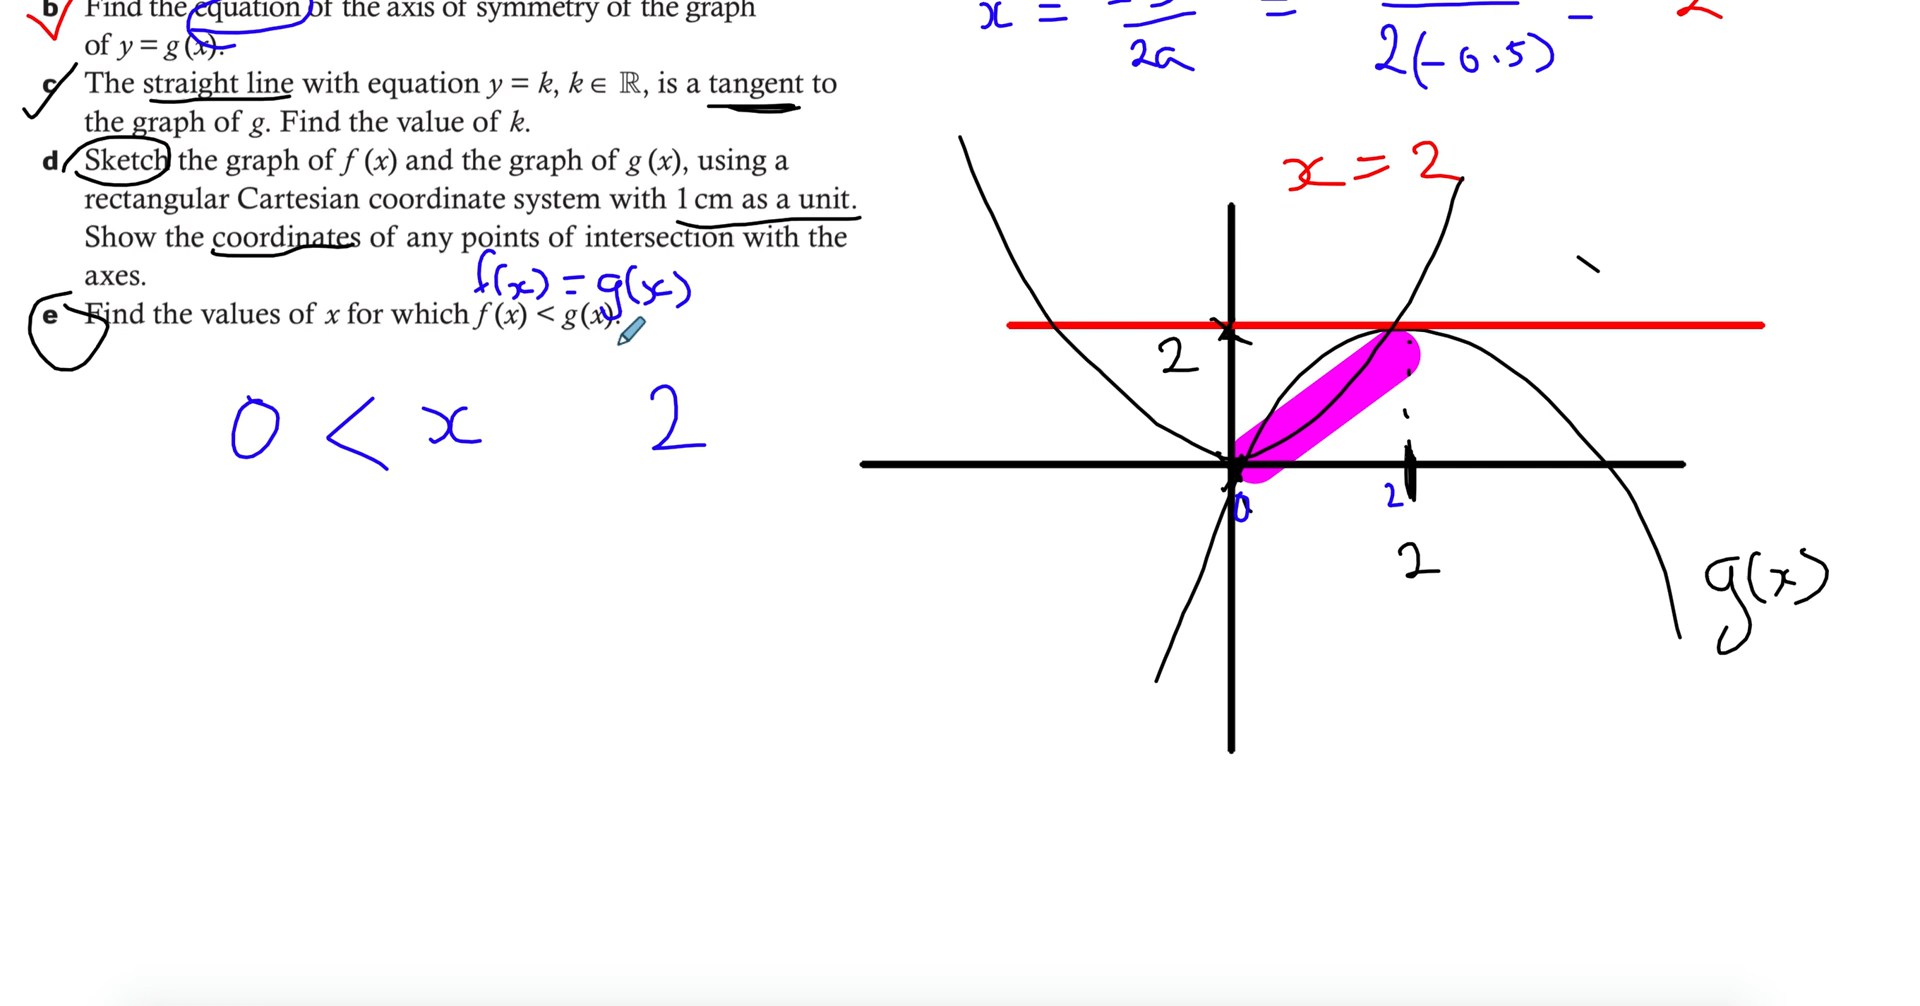 b Find the equation of the axis of symmetry of the graph
of y = g (x).
c The straight line with equation y = k, k ∈ ℝ, is a tangent to
the graph of g. Find the value of k.
d Sketch the graph of f (x) and the graph of g (x), using a
rectangular Cartesian coordinate system with 1 cm as a unit.
Show the coordinates of any points of intersection with the
axes.
f(x) = g(x)
e Find the values of x for which f (x) < g(x).
0 < x 2
x = 2a = 2(-0.5) = 2
x = 2
2
0
2
2
g(x)